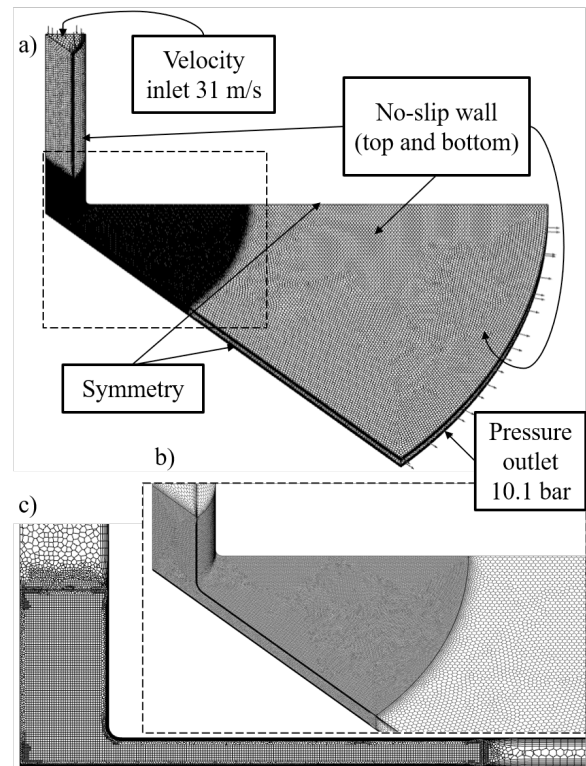 a)
Velocity
inlet 31 m/s
No-slip wall
(top and bottom)
Symmetry
Pressure
outlet
10.1 bar
b)
c)